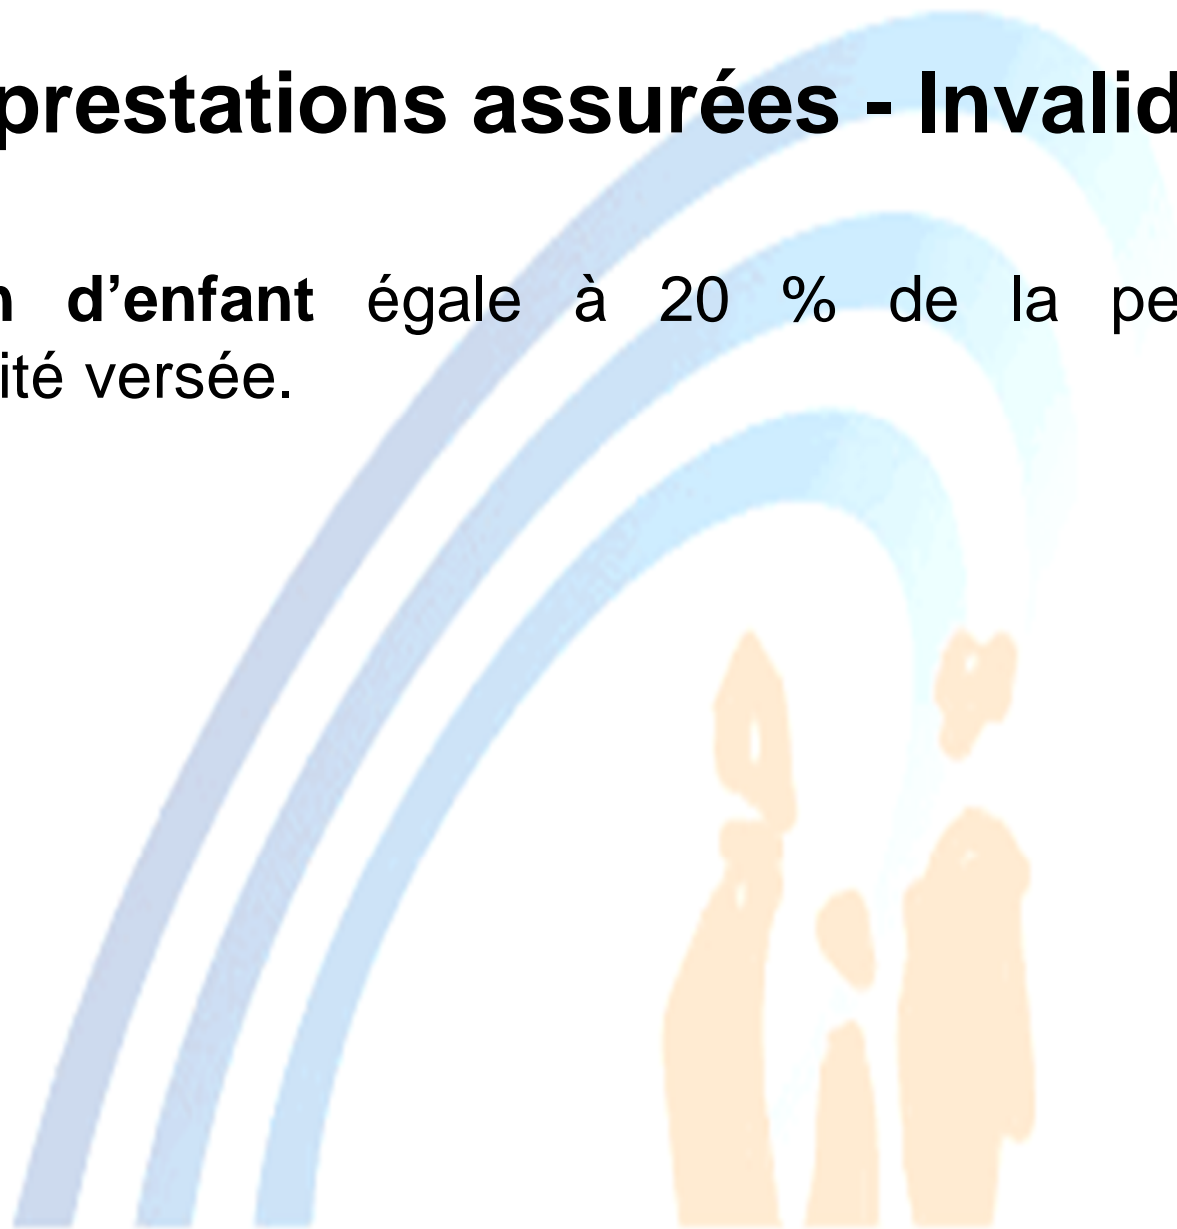 prestations assurées - Invalid
n d’enfant égale à 20 % de la pe
ité versée.